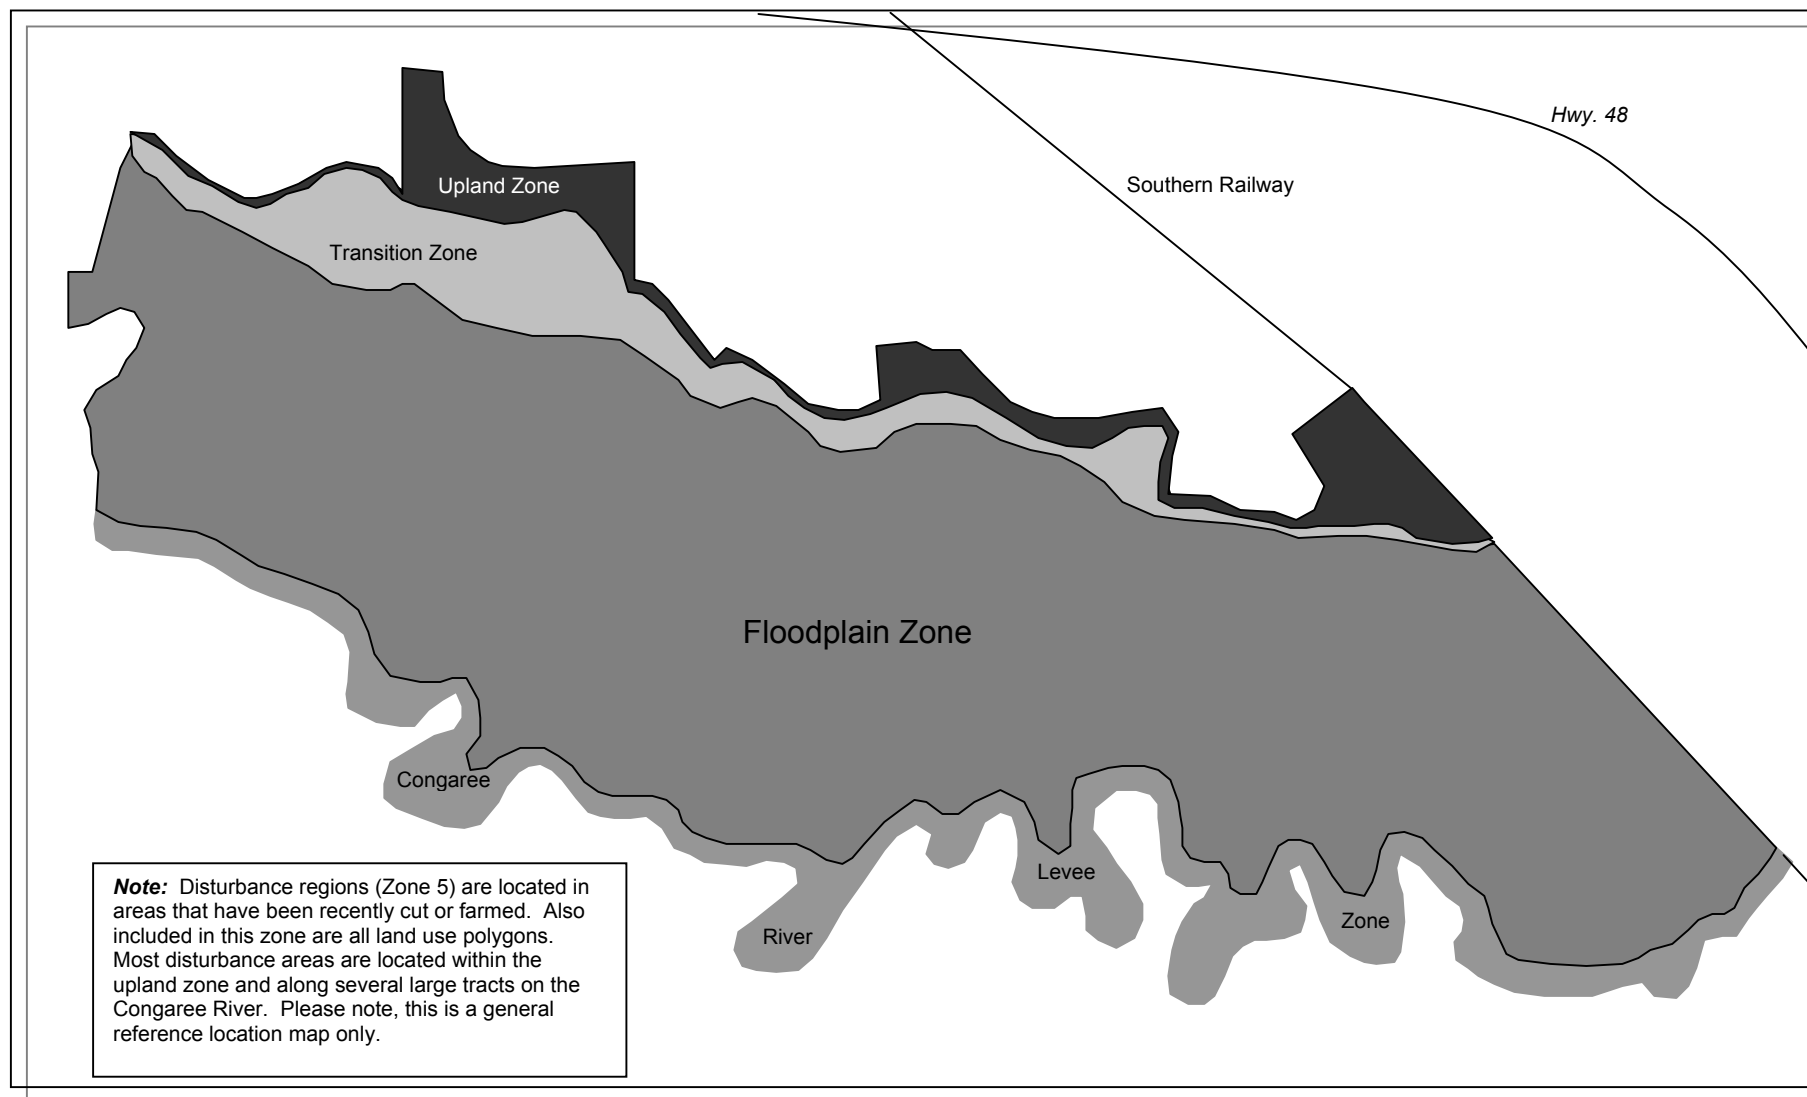 Hwy. 48
Southern Railway
Upland Zone
Transition Zone
Floodplain Zone
Congaree
River
Levee
Zone
Note: Disturbance regions (Zone 5) are located in
areas that have been recently cut or farmed. Also
included in this zone are all land use polygons.
Most disturbance areas are located within the
upland zone and along several large tracts on the
Congaree River. Please note, this is a general
reference location map only.